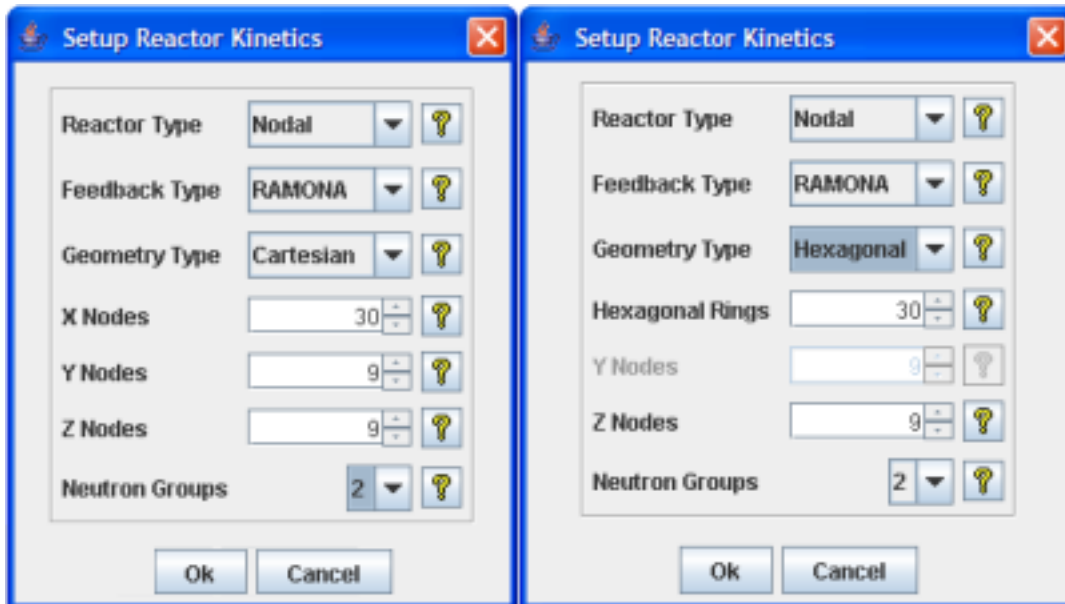 Setup Reactor Kinetics
Reactor Type Nodal
Feedback Type RAMONA
Geometry Type Cartesian
X Nodes 30
Y Nodes 9
Z Nodes 9
Neutron Groups 2
Ok Cancel
Setup Reactor Kinetics
Reactor Type Nodal
Feedback Type RAMONA
Geometry Type Hexagonal
Hexagonal Rings 30
Y Nodes 9
Z Nodes 9
Neutron Groups 2
Ok Cancel